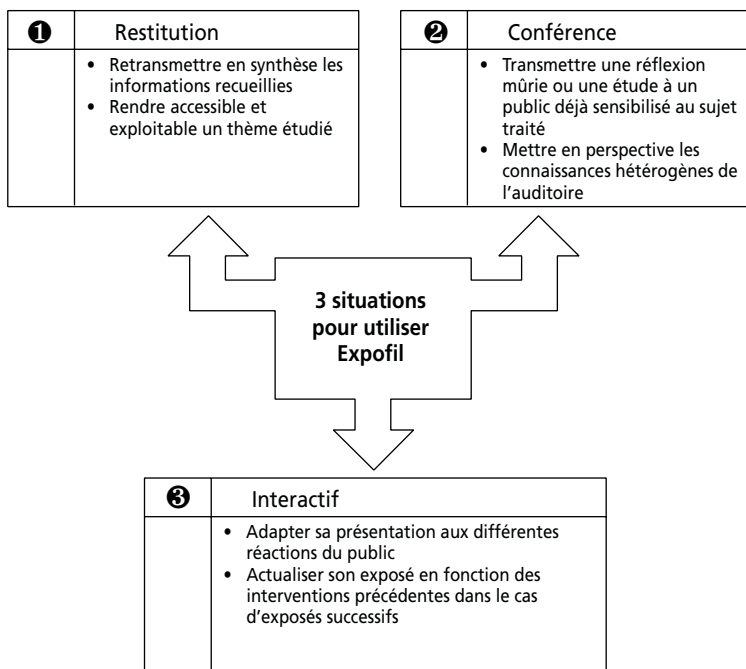 ❶ Restitution
• Retransmettre en synthèse les
informations recueillies
• Rendre accessible et
exploitable un thème étudié
❷ Conférence
• Transmettre une réflexion
mûrie ou une étude à un
public déjà sensibilisé au sujet
traité
• Mettre en perspective les
connaissances hétérogènes de
l’auditoire
3 situations
pour utiliser
Expofil
❸ Interactif
• Adapter sa présentation aux différentes
réactions du public
• Actualiser son exposé en fonction des
interventions précédentes dans le cas
d’exposés successifs